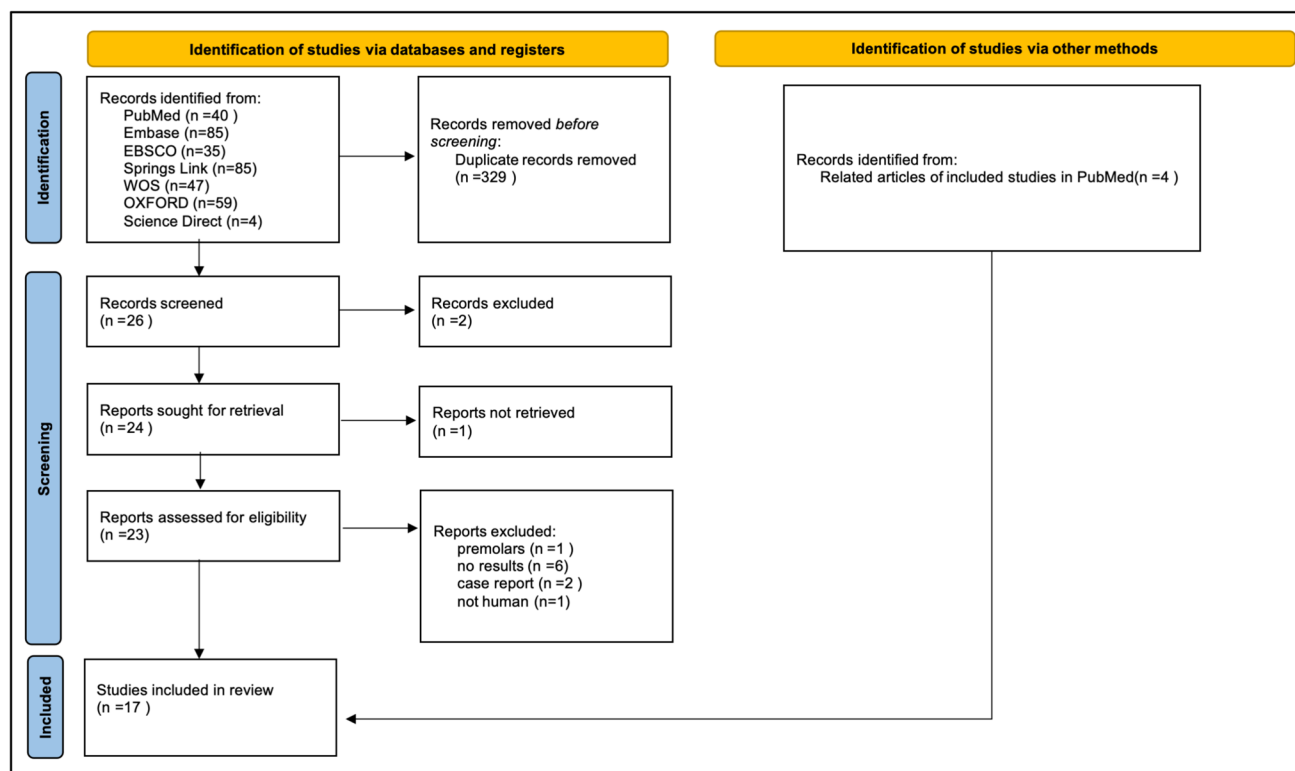 Identification of studies via databases and registers
Identification of studies via other methods
Identification
Records identified from:
PubMed (n =40 )
Embase (n=85)
EBSCO (n=35)
Springs Link (n=85)
WOS (n=47)
OXFORD (n=59)
Science Direct (n=4)
Records removed before
screening:
Duplicate records removed
(n =329 )
Records identified from:
Related articles of included studies in PubMed(n =4 )
Screening
Records screened
(n =26 )
Records excluded
(n =2)
Reports sought for retrieval
(n =24 )
Reports not retrieved
(n =1)
Reports assessed for eligibility
(n =23)
Reports excluded:
premolars (n =1 )
no results (n =6)
case report (n =2 )
not human (n=1)
Included
Studies included in review
(n =17 )